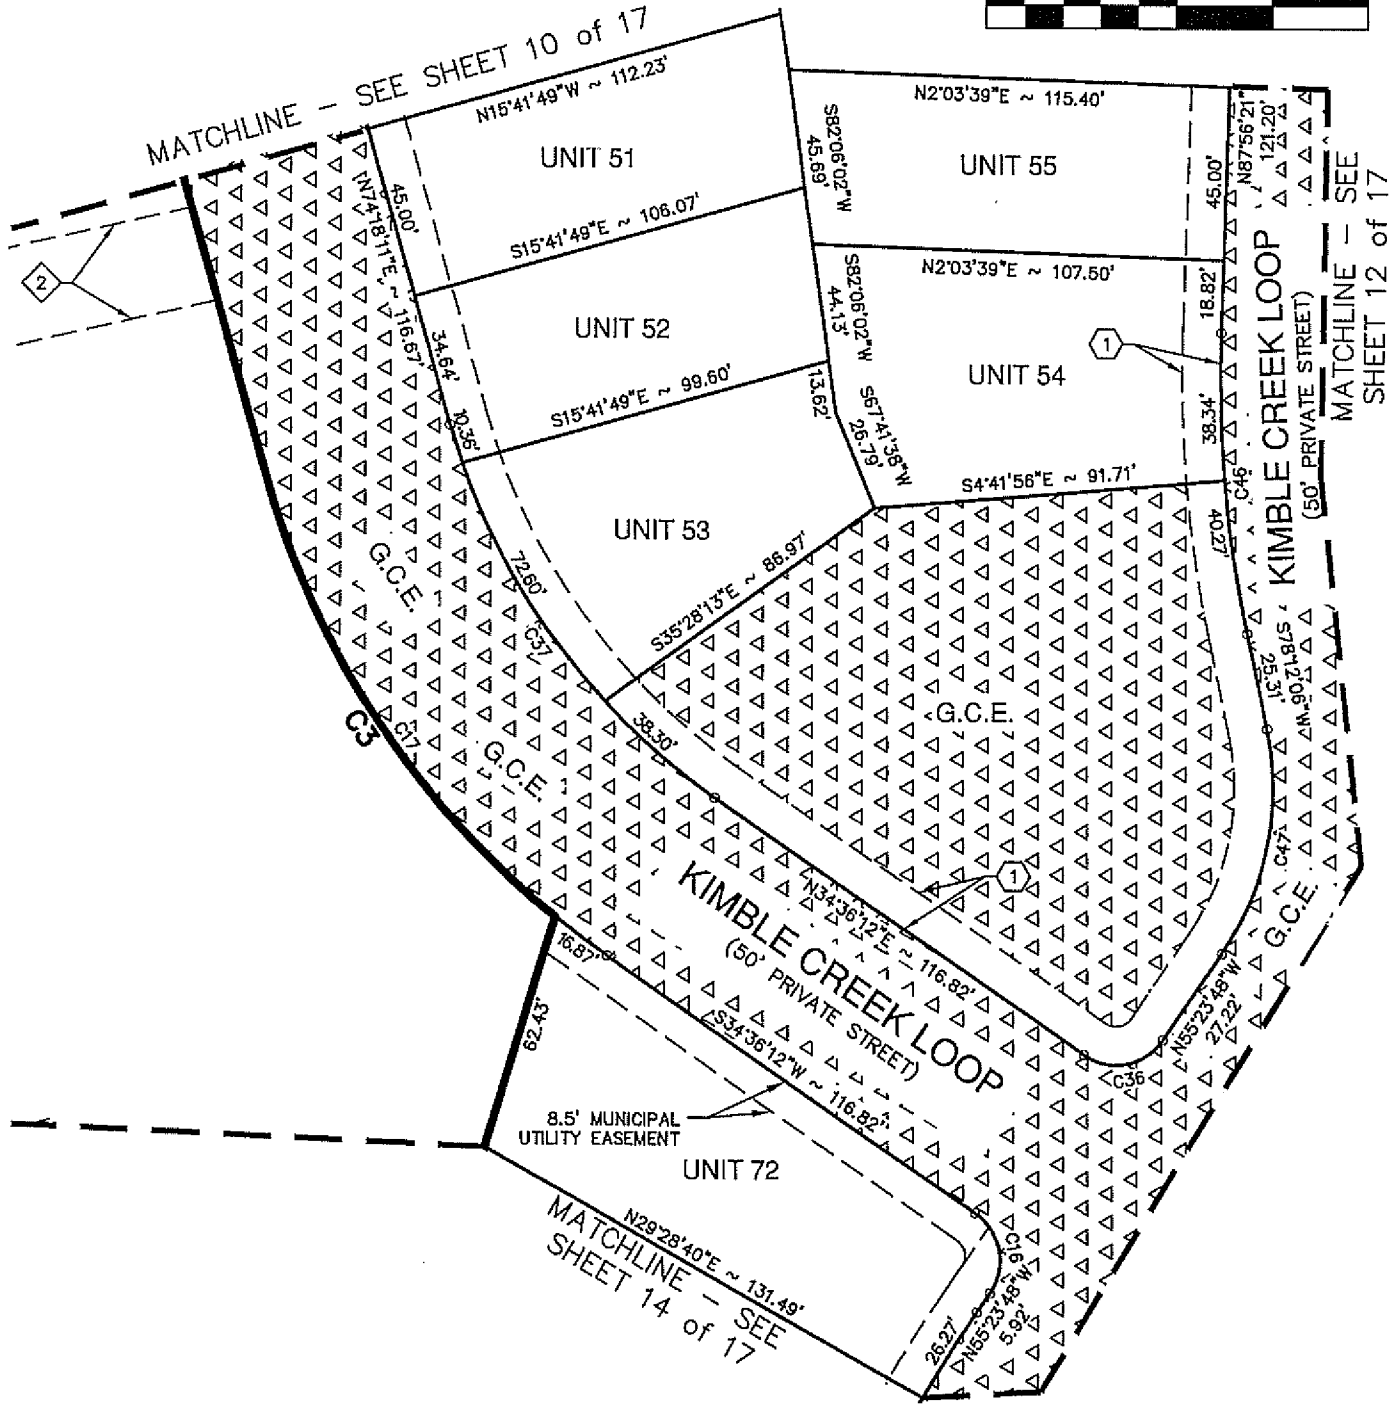 MATCHLINE - SEE SHEET 10 of 17
N15°41'49"W ~ 112.23'
N2°03'39"E ~ 115.40'
N87°56'21"
121.20'
UNIT 51
S82°06'02"W
45.69'
UNIT 55
45.00'
MATCHLINE - SEE
SHEET 12 of 17
45.00'
N74°18'11"E ~ 116.67'
S15°41'49"E ~ 106.07'
2
N2°03'39"E ~ 107.50'
S82°06'02"W
44.13'
18.82'
UNIT 52
34.64'
1
UNIT 54
KIMBLE CREEK LOOP
(50' PRIVATE STREET)
S15°41'49"E ~ 99.60'
13.62'
S67°41'38"W
26.79'
38.34'
10.36'
S4°41'56"E ~ 91.71'
C46
UNIT 53
40.27'
G.C.E.
72.60'
S35°28'13"E ~ 86.97'
C37
S78°12'06"W
25.31'
G.C.E.
C3
C17
38.30'
G.C.E.
C47
KIMBLE CREEK LOOP
(50' PRIVATE STREET)
N34°36'12"E ~ 116.82'
1
G.C.E.
16.87'
62.43'
S34°36'12"W ~ 116.82'
N55°23'48"W
27.22'
C36
8.5' MUNICIPAL
UTILITY EASEMENT
UNIT 72
N29°28'40"E ~ 131.49'
MATCHLINE - SEE
SHEET 14 of 17
C16
N55°23'48"W
5.92'
26.27'